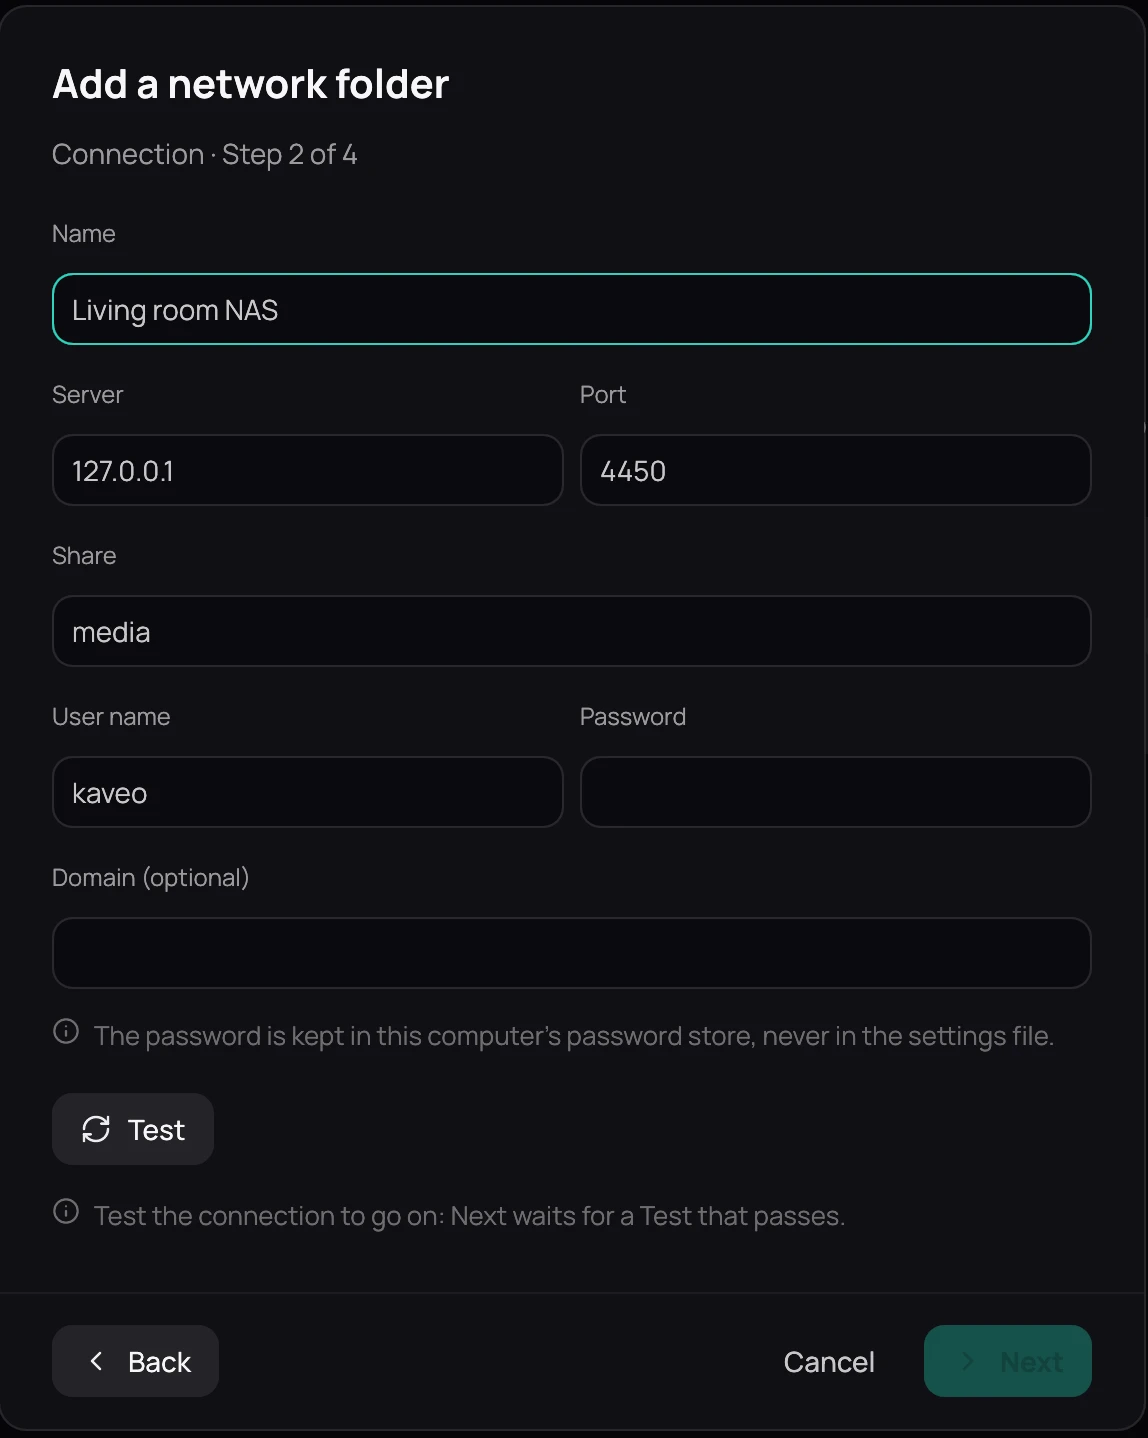 Add a network folder
Connection · Step 2 of 4
Name
Living room NAS
Server
Port
127.0.0.1
4450
Share
media
User name
Password
kaveo
Domain (optional)
The password is kept in this computer's password store, never in the settings file.
Test
Test the connection to go on: Next waits for a Test that passes.
Back
Cancel
Next